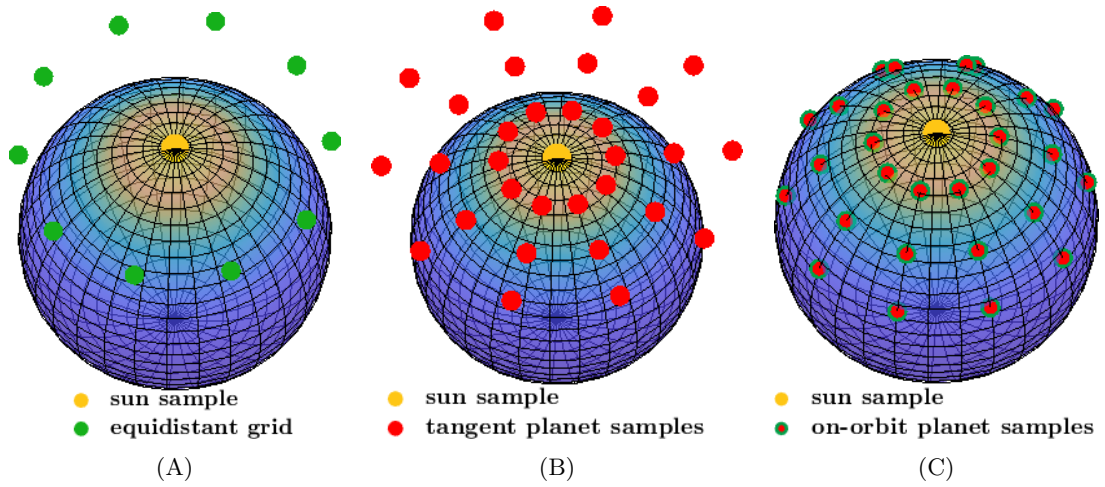 sun sample
equidistant grid
(A)
sun sample
tangent planet samples
(B)
sun sample
on-orbit planet samples
(C)